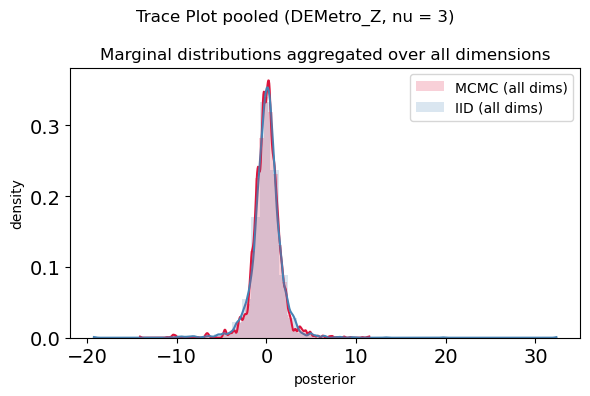 Trace Plot pooled (DEMetro_Z, nu = 3)
Marginal distributions aggregated over all dimensions
MCMC (all dims)
IID (all dims)
density
0.3
0.2
0.1
0.0
−20 −10 0 10 20 30
posterior